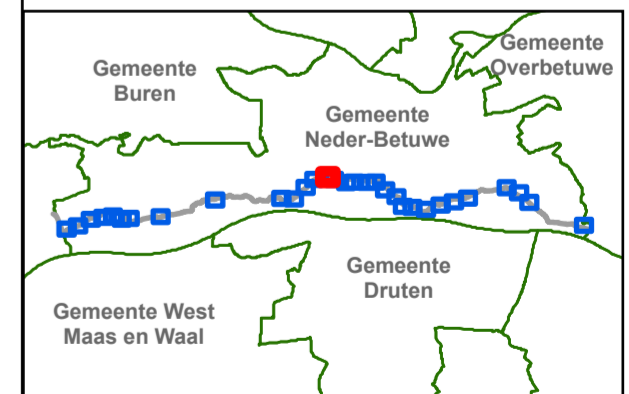 Gemeente
Overbetuwe
Gemeente
Buren
Gemeente
Neder-Betuwe
Gemeente
Druten
Gemeente West
Maas en Waal